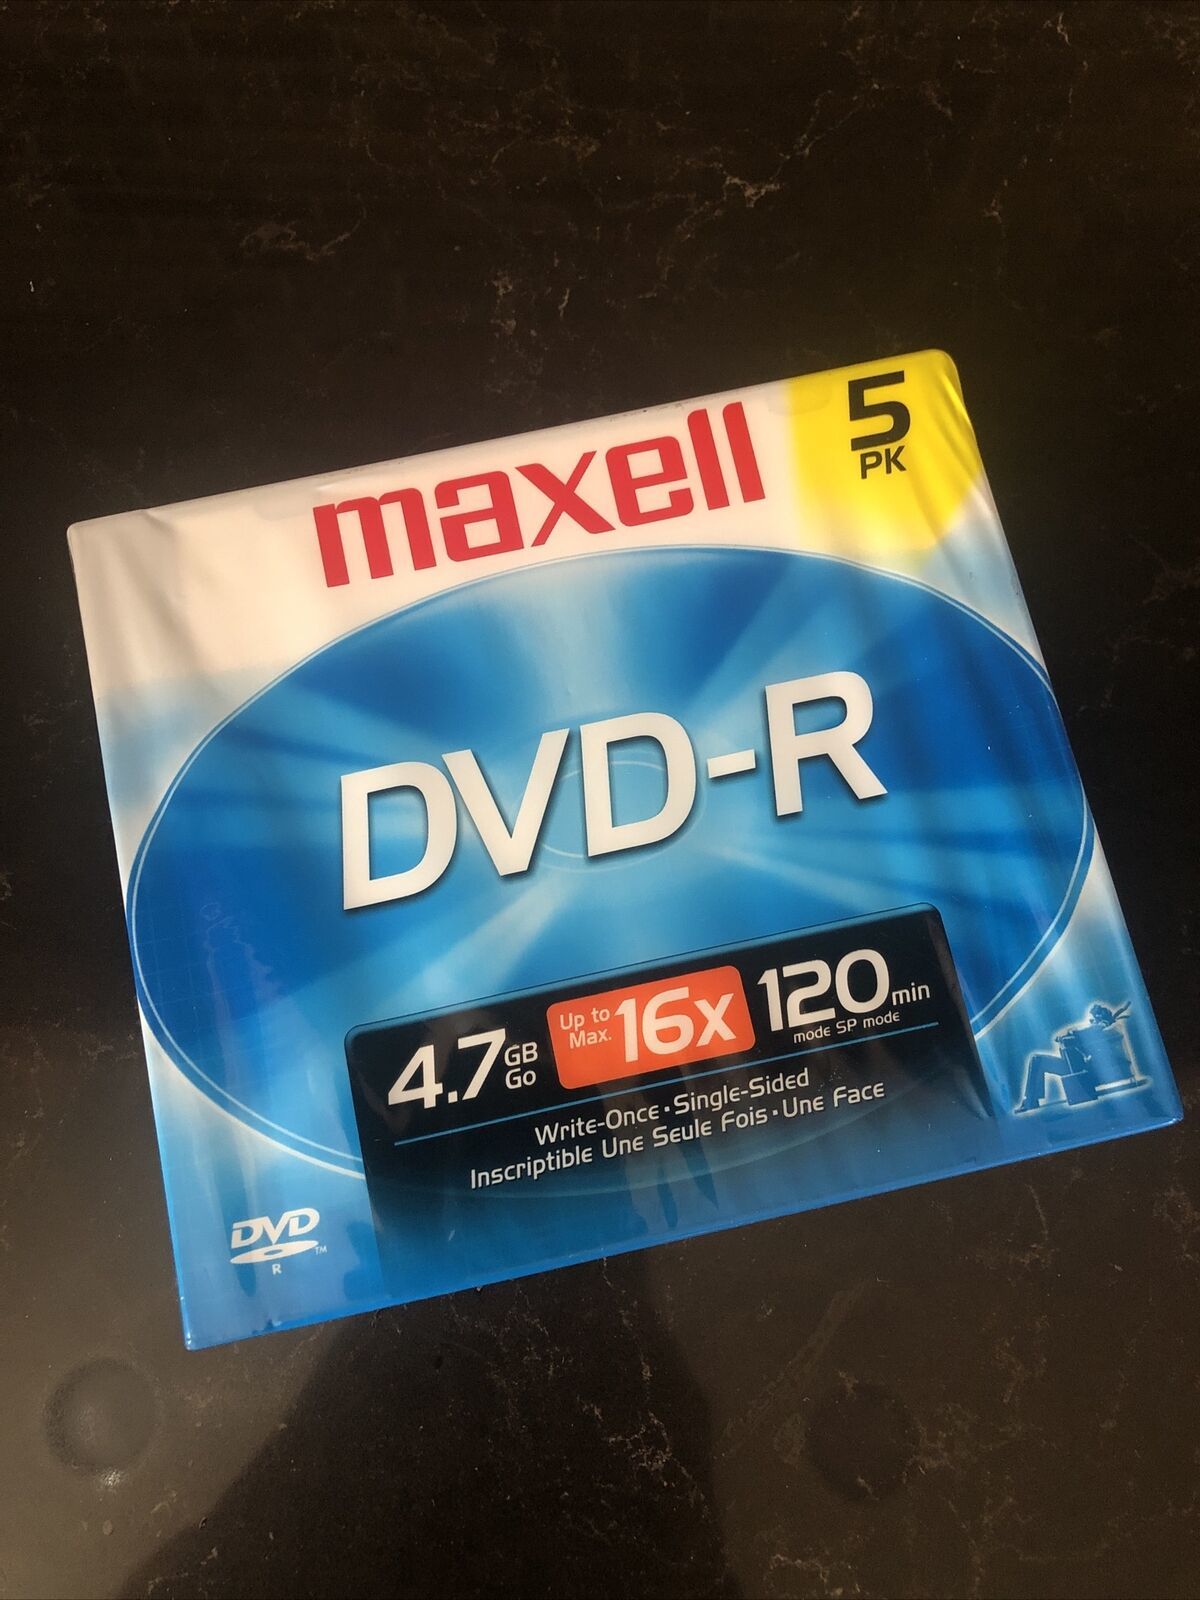 maxell
5
PK
DVD-R
4.7 GB
Go
Up to
Max. 16x
120 min
mode SP mode
Write-Once • Single-Sided
Inscriptible Une Seule Fois • Une Face
DVD
TM
R